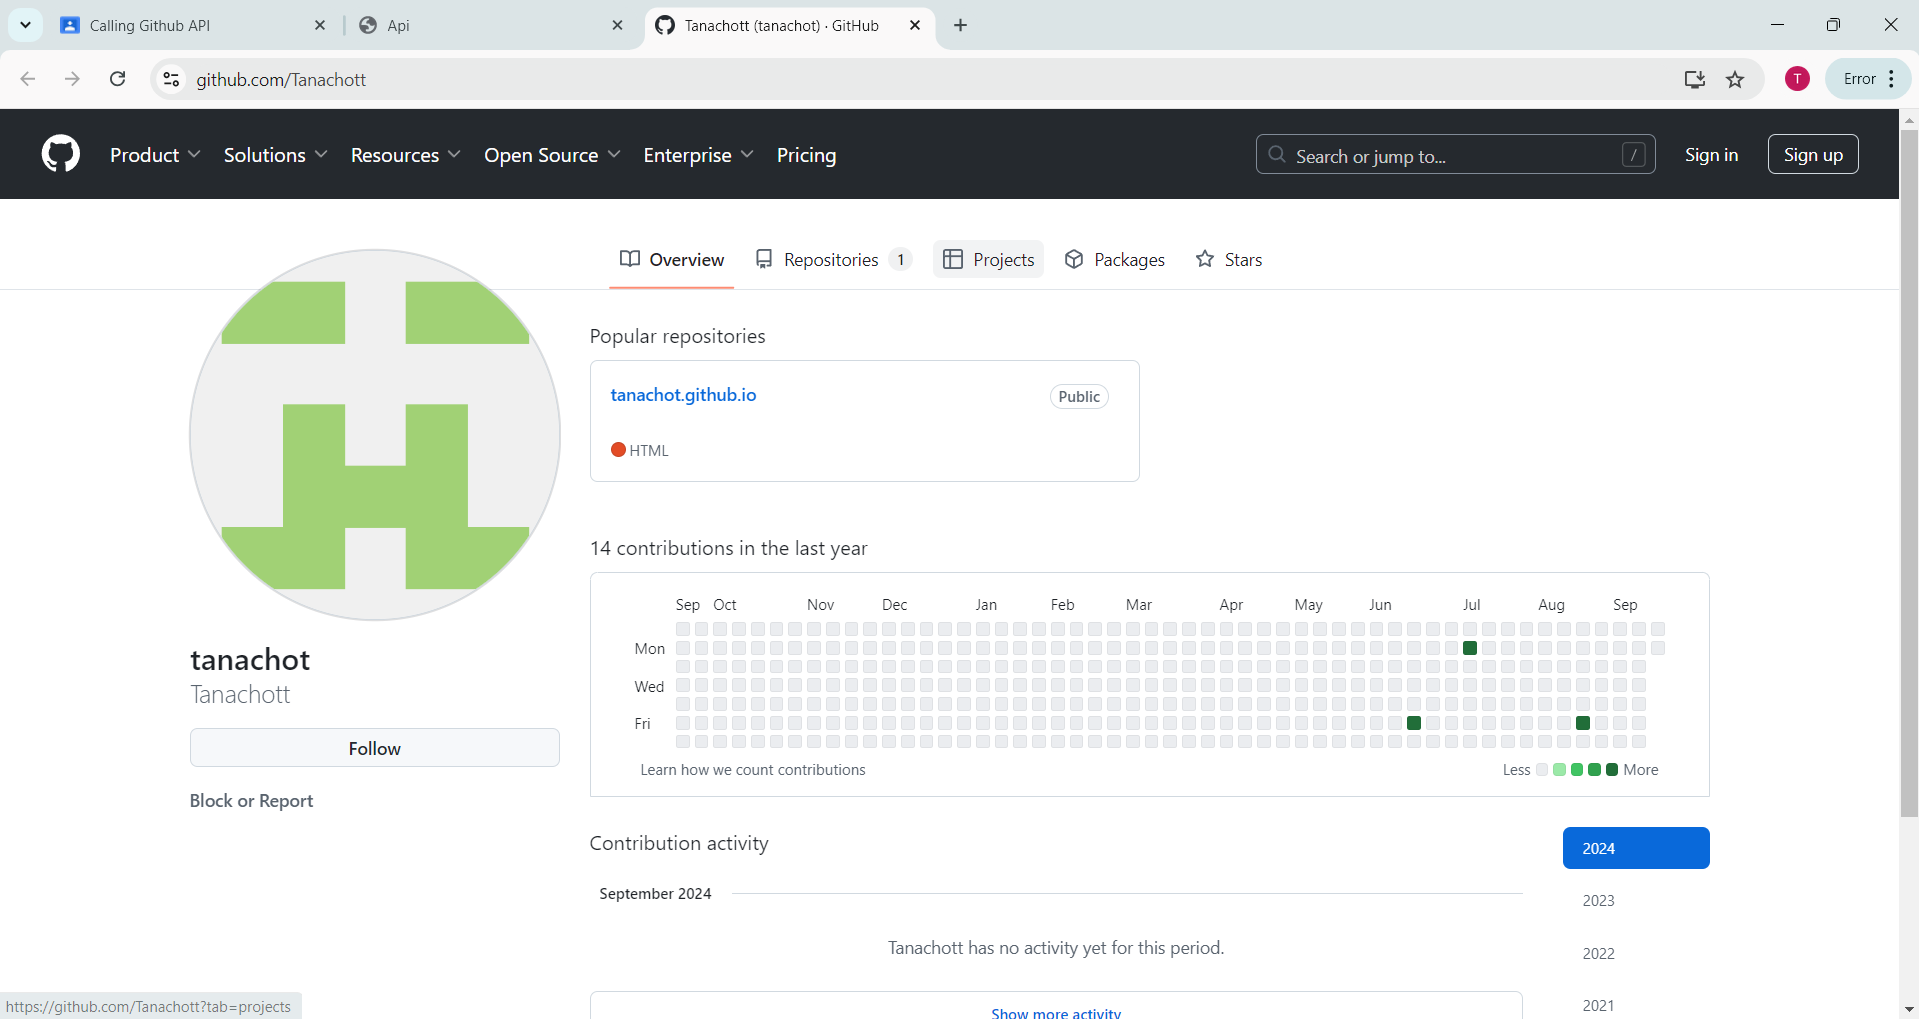 Calling Github API
Api
Tanachott (tanachot) · GitHub
github.com/Tanachott
T
Error
Product
Solutions
Resources
Open Source
Enterprise
Pricing
Search or jump to...
/
Sign in
Sign up
Overview
Repositories 1
Projects
Packages
Stars
tanachot
Tanachott
Follow
Block or Report
Popular repositories
tanachot.github.io
Public
HTML
14 contributions in the last year
Sep Oct Nov Dec Jan Feb Mar Apr May Jun Jul Aug Sep
Mon
Wed
Fri
Learn how we count contributions
Less More
Contribution activity
2024
2023
2022
2021
September 2024
Tanachott has no activity yet for this period.
Show more activity
https://github.com/Tanachott?tab=projects